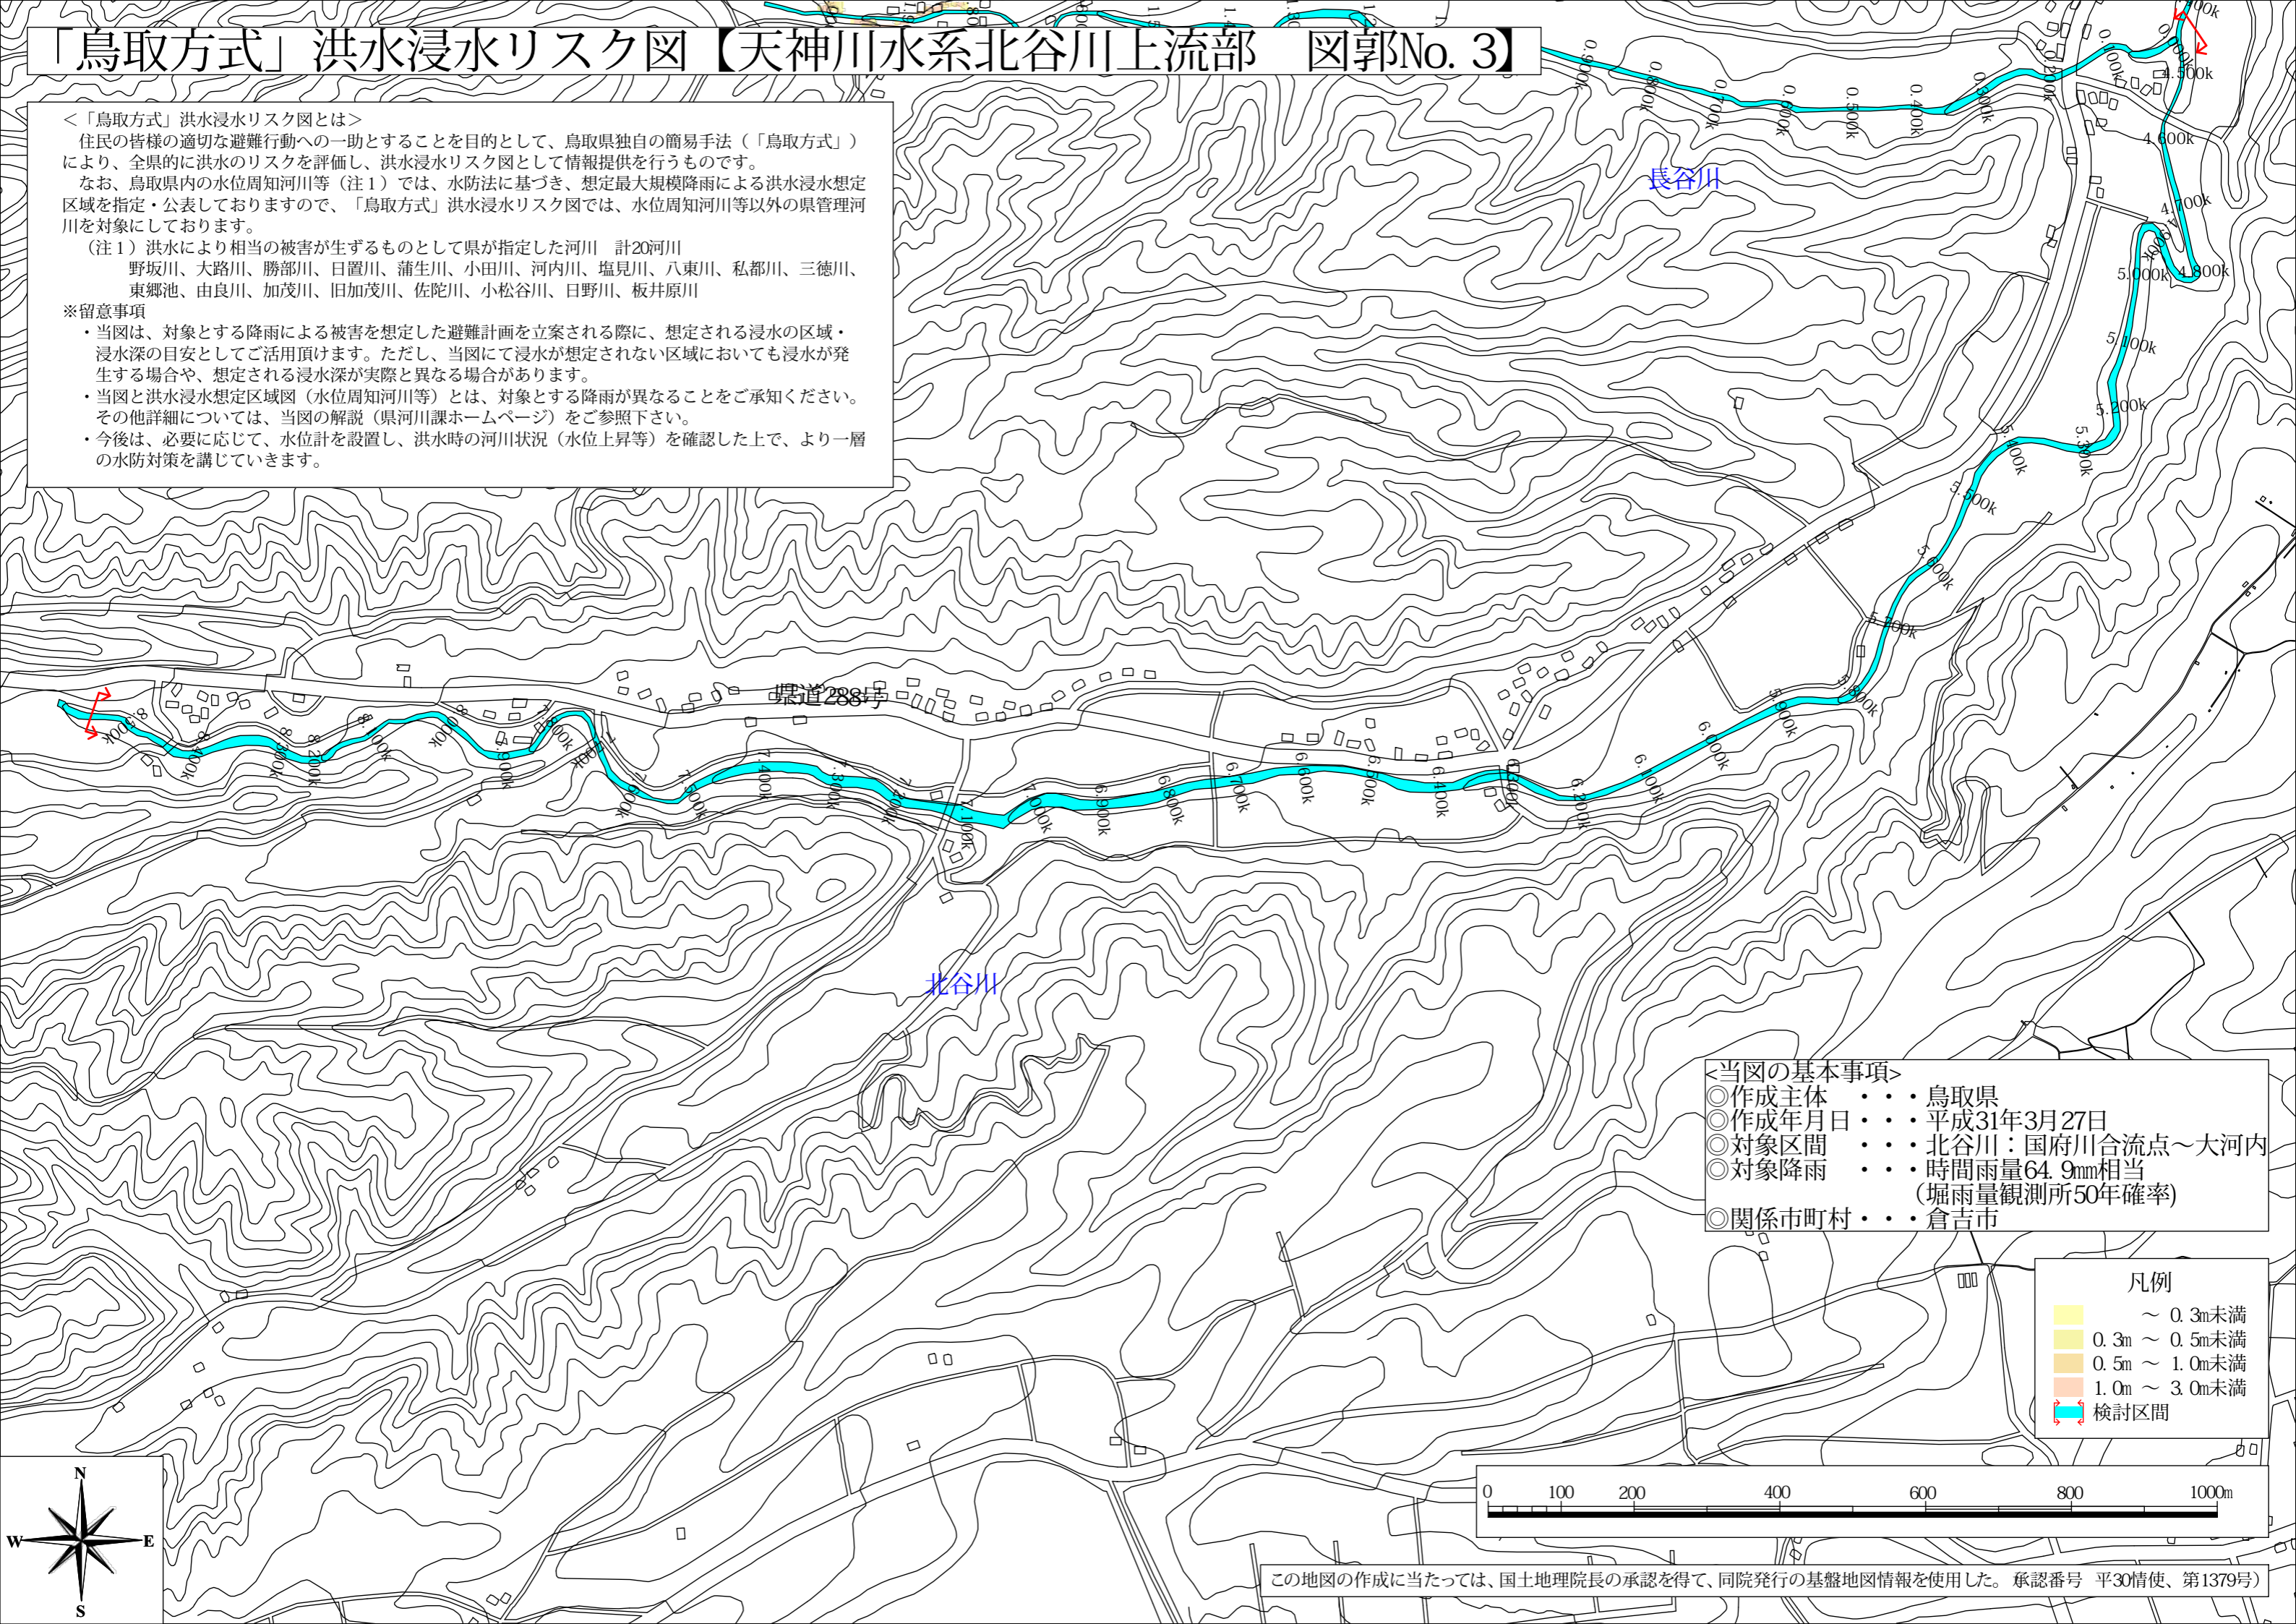 「鳥取方式」洪水浸水リスク図【天神川水系北谷川上流部　図郭No. 3】
＜「鳥取方式」洪水浸水リスク図とは＞
住民の皆様の適切な避難行動への一助とすることを目的として、鳥取県独自の簡易手法（「鳥取方式」）
により、全県的に洪水のリスクを評価し、洪水浸水リスク図として情報提供を行うものです。
なお、鳥取県内の水位周知河川等（注１）では、水防法に基づき、想定最大規模降雨による洪水浸水想定
区域を指定・公表しておりますので、「鳥取方式」洪水浸水リスク図では、水位周知河川等以外の県管理河
川を対象にしております。
（注１）洪水により相当の被害が生ずるものとして県が指定した河川　計20河川
野坂川、大路川、勝部川、日置川、蒲生川、小田川、河内川、塩見川、八東川、私都川、三徳川、
東郷池、由良川、加茂川、旧加茂川、佐陀川、小松谷川、日野川、板井原川
※留意事項
・当図は、対象とする降雨による被害を想定した避難計画を立案される際に、想定される浸水の区域・
浸水深の目安としてご活用頂けます。ただし、当図にて浸水が想定されない区域においても浸水が発
生する場合や、想定される浸水深が実際と異なる場合があります。
・当図と洪水浸水想定区域図（水位周知河川等）とは、対象とする降雨が異なることをご承知ください。
その他詳細については、当図の解説（県河川課ホームページ）をご参照下さい。
・今後は、必要に応じて、水位計を設置し、洪水時の河川状況（水位上昇等）を確認した上で、より一層
の水防対策を講じていきます。
0.900k
0.800k
0.700k
0.600k
0.500k
0.400k
0.300k
0.200k
0.100k
4.500k
4.600k
長谷川
4.700k
4.900k
4.800k
5.000k
5.100k
5.200k
5.300k
5.400k
5.500k
5.600k
5.700k
5.800k
5.900k
6.000k
6.100k
6.200k
6.300k
6.400k
6.500k
6.600k
6.700k
6.800k
6.900k
7.000k
7.100k
7.200k
7.300k
7.400k
7.500k
7.600k
7.700k
7.800k
7.900k
8.000k
8.100k
8.200k
8.300k
8.400k
8.500k
県道288号
北谷川
<当図の基本事項>
◎作成主体　・・・鳥取県
◎作成年月日・・・平成31年3月27日
◎対象区間　・・・北谷川：国府川合流点～大河内
◎対象降雨　・・・時間雨量64. 9㎜相当
(堀雨量観測所50年確率)
◎関係市町村・・・倉吉市
凡例
～ 0. 3m未満
0. 3m ～ 0. 5m未満
0. 5m ～ 1. 0m未満
1. 0m ～ 3. 0m未満
検討区間
0 100 200 400 600 800 1000m
N
W E
S
この地図の作成に当たっては、国土地理院長の承認を得て、同院発行の基盤地図情報を使用した。（承認番号　平30情使、第1379号）